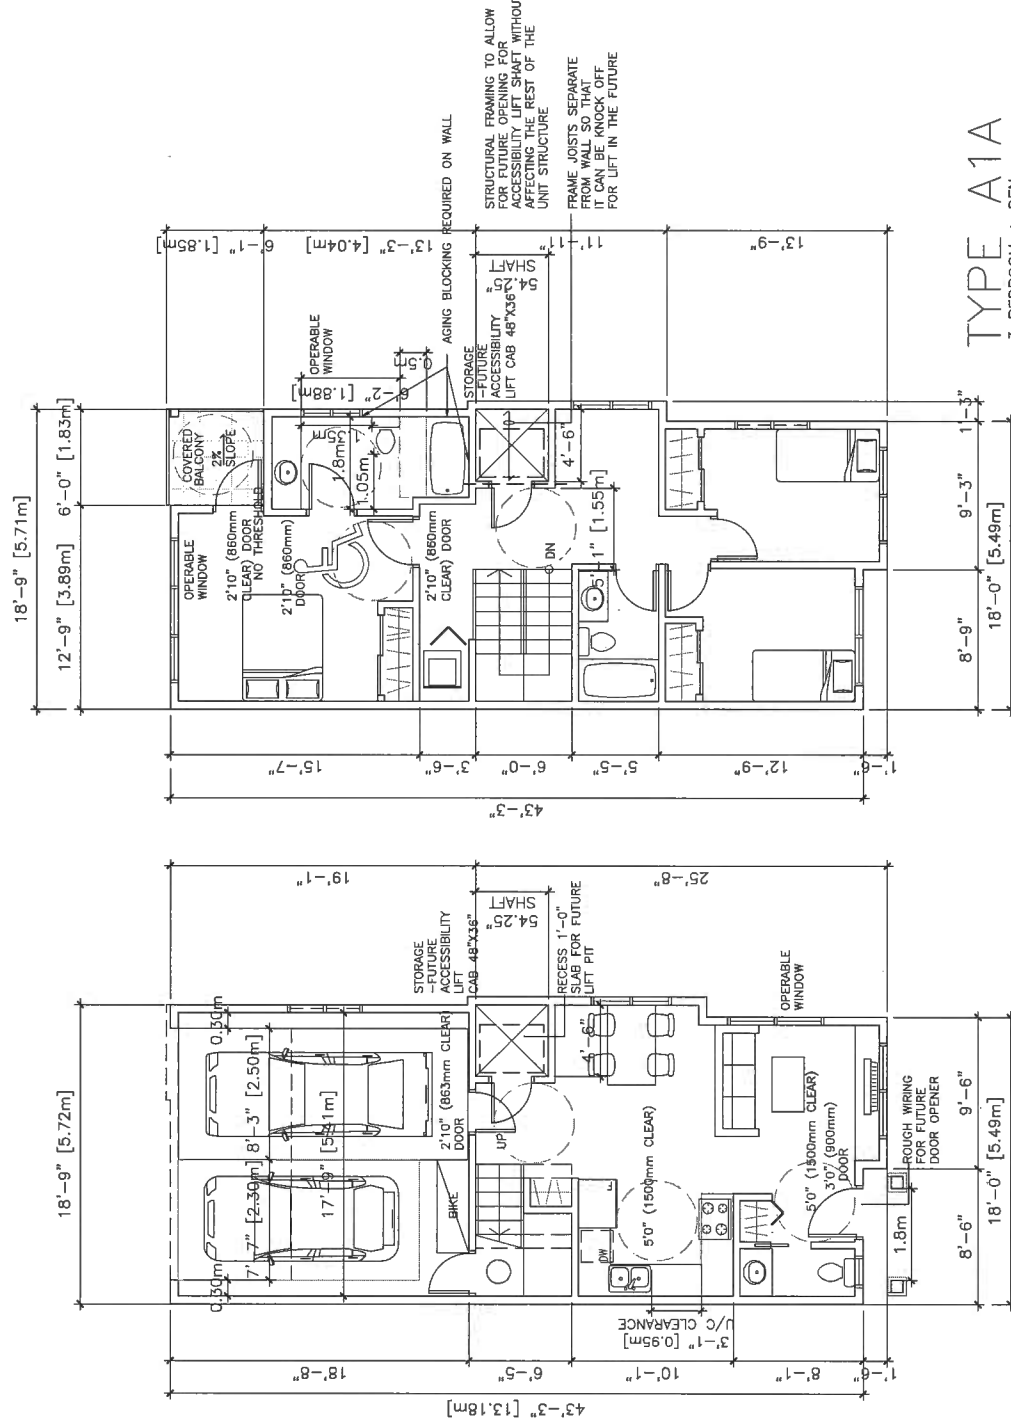 18'-9" [5.71m]
12'-9" [3.89m]
6'-0" [1.83m]
COVERED
BALCONY
2%
SLOPE
OPERABLE
WINDOW
2'10" (860mm
CLEAR) DOOR
NO THRESHOLD
2'10" (860mm
DOOR
2'10" (860mm
CLEAR) DOOR
1.8m
1.05m
OPERABLE
WINDOW
6'-2"
[1.88m]
0.5m
6'-1" [1.85m]
13'-3" [4.04m]
11'-11"
13'-9"
54.25"
SHAFT
STORAGE
-FUTURE
ACCESSIBILITY
LIFT CAB 48"X36"
AGING BLOCKING REQUIRED ON WALL
STRUCTURAL FRAMING TO ALLOW
FOR FUTURE OPENING FOR
ACCESSIBILITY LIFT SHAFT WITHOUT
AFFECTING THE REST OF THE
UNIT STRUCTURE
FRAME JOISTS SEPARATE
FROM WALL SO THAT
IT CAN BE KNOCK OFF
FOR LIFT IN THE FUTURE
4'-6"
5'-1" [1.55m]
DN
15'-7"
3'-6"
6'-0"
5'-5"
12'-9"
1'-6"
43'-3"
8'-9"
9'-3"
1'-3"
18'-0" [5.49m]
TYPE A1A
18'-9" [5.72m]
0.30m
7'-7" [2.30m]
8'-3" [2.50m]
0.30m
17'-9" [5.41m]
BIKE
2'10" (863mm CLEAR)
DOOR
UP
19'-1"
25'-8"
54.25"
SHAFT
STORAGE
-FUTURE
ACCESSIBILITY
LIFT
CAB 48"X36"
RECESS 1'-0"
SLAB FOR FUTURE
LIFT PIT
4'-6"
OPERABLE
WINDOW
5'0" (1500mm CLEAR)
DW
F
5'0" (1500mm CLEAR)
3'0" (900mm)
DOOR
ROUGH WIRING
FOR FUTURE
DOOR OPENER
1.8m
3'-1" [0.95m]
U/C CLEARANCE
18'-8"
6'-5"
10'-1"
8'-1"
1'-6"
43'-3" [13.18m]
8'-6"
9'-6"
18'-0" [5.49m]